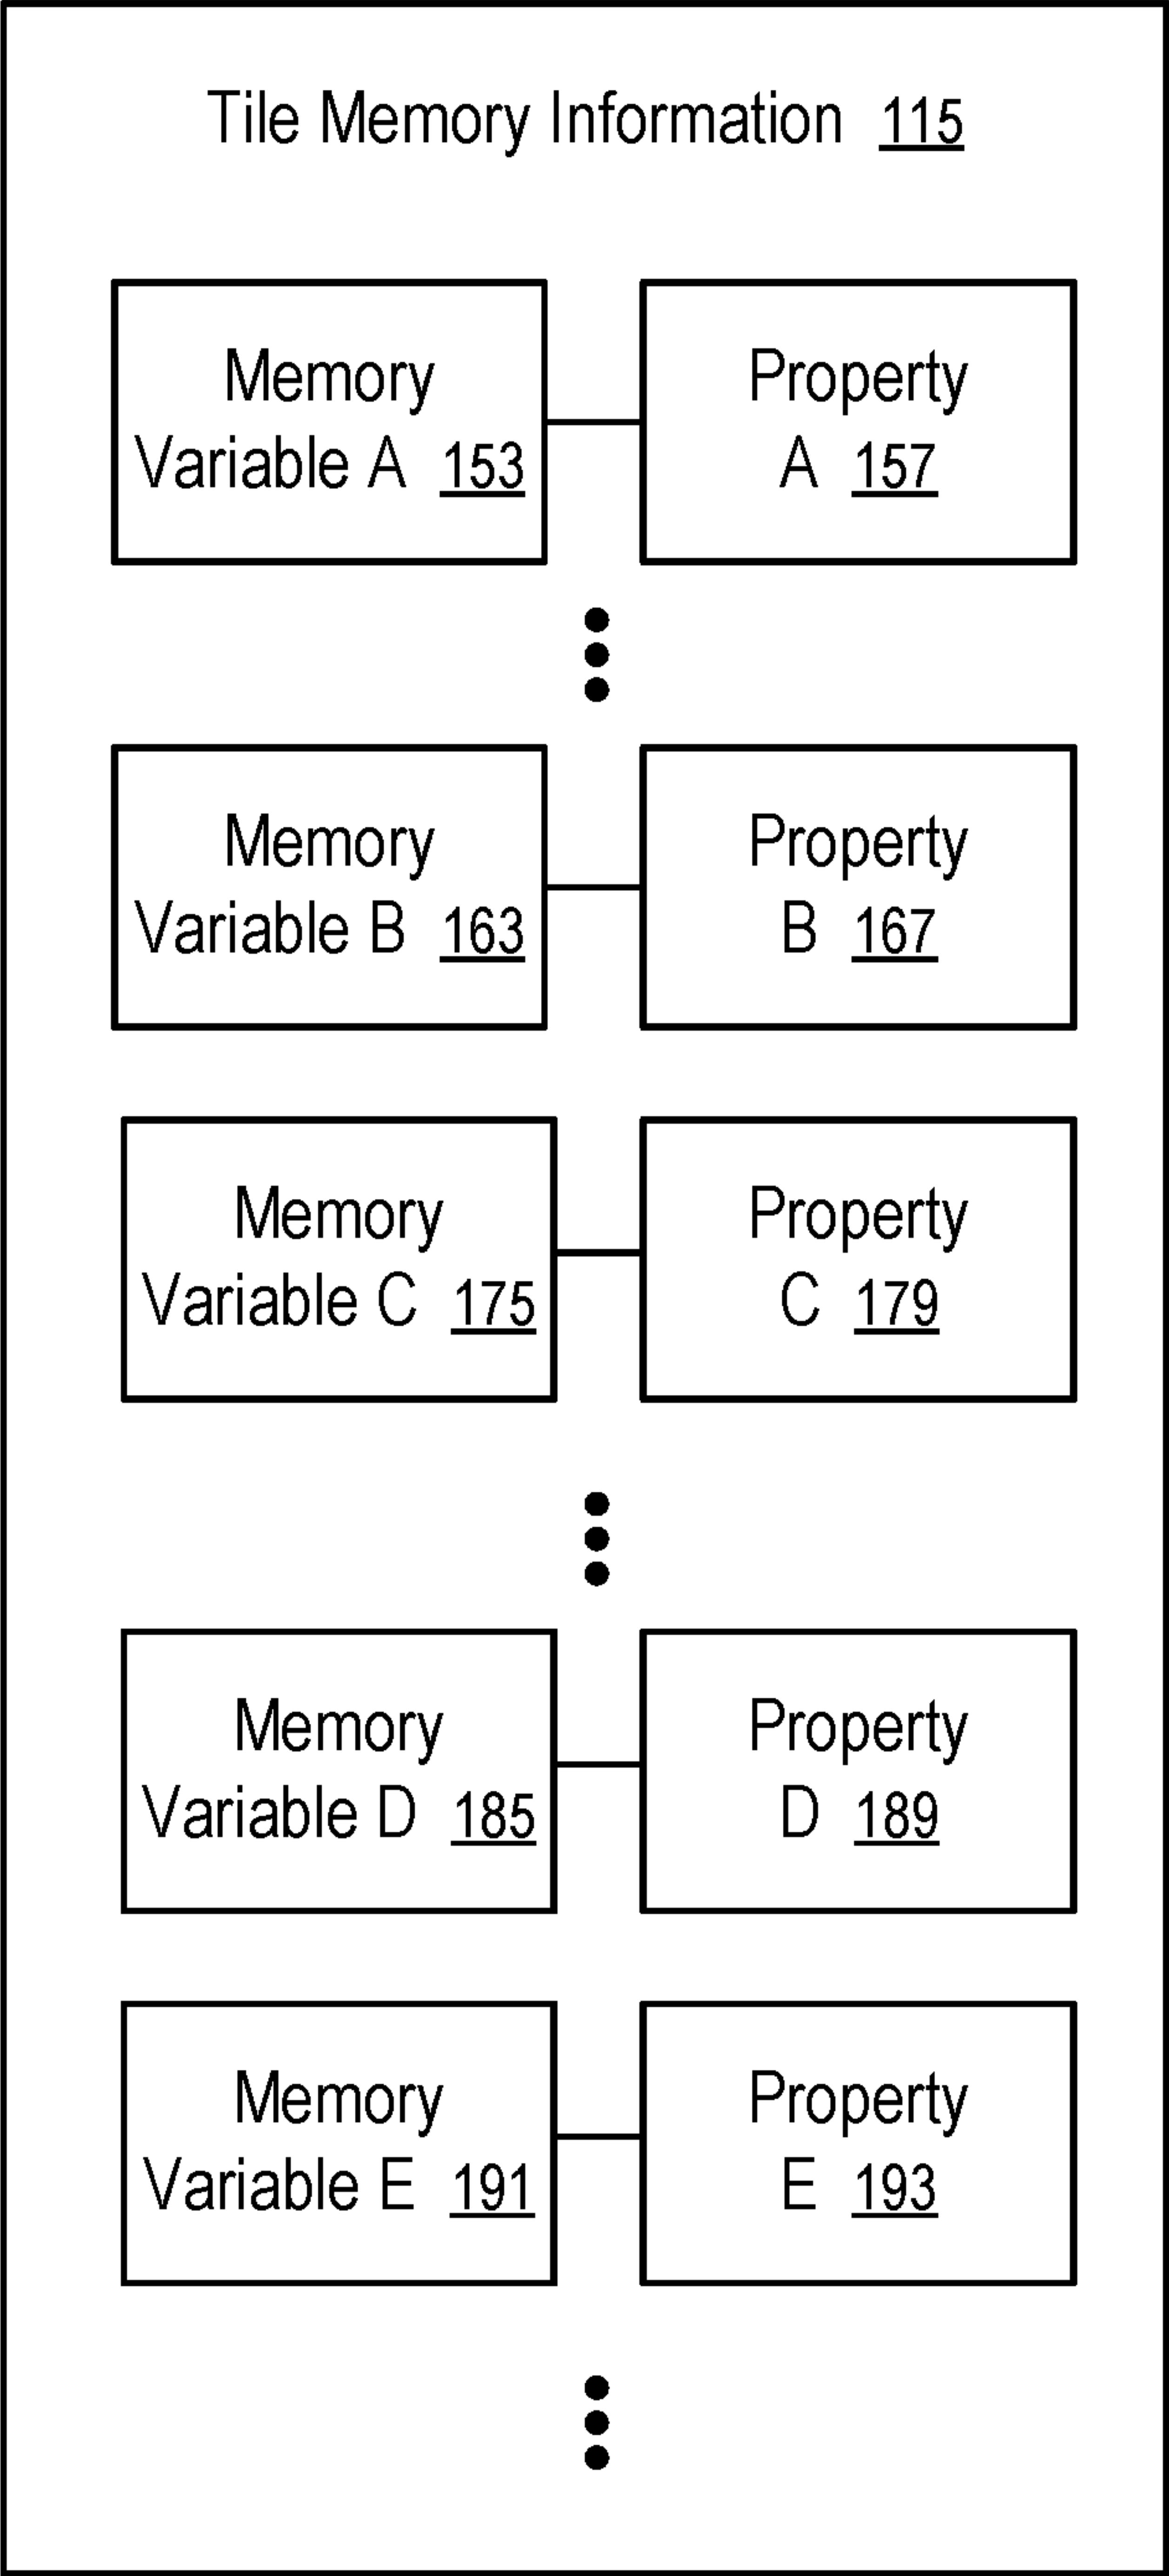 Tile Memory Information 115
Memory
Variable A 153
Property
A 157
Memory
Variable B 163
Property
B 167
Memory
Variable C 175
Property
C 179
Memory
Variable D 185
Property
D 189
Memory
Variable E 191
Property
E 193